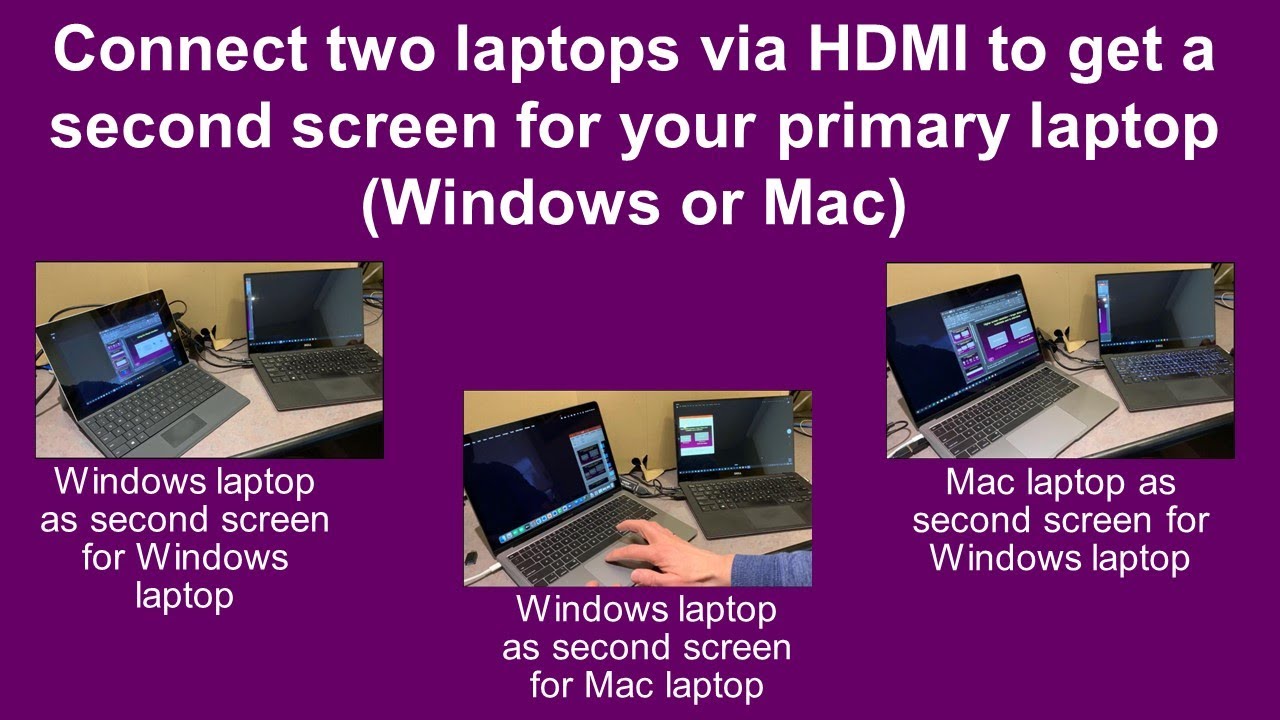 Connect two laptops via HDMI to get a
second screen for your primary laptop
(Windows or Mac)
Windows laptop
as second screen
for Windows
laptop
Windows laptop
as second screen
for Mac laptop
Mac laptop as
second screen for
Windows laptop